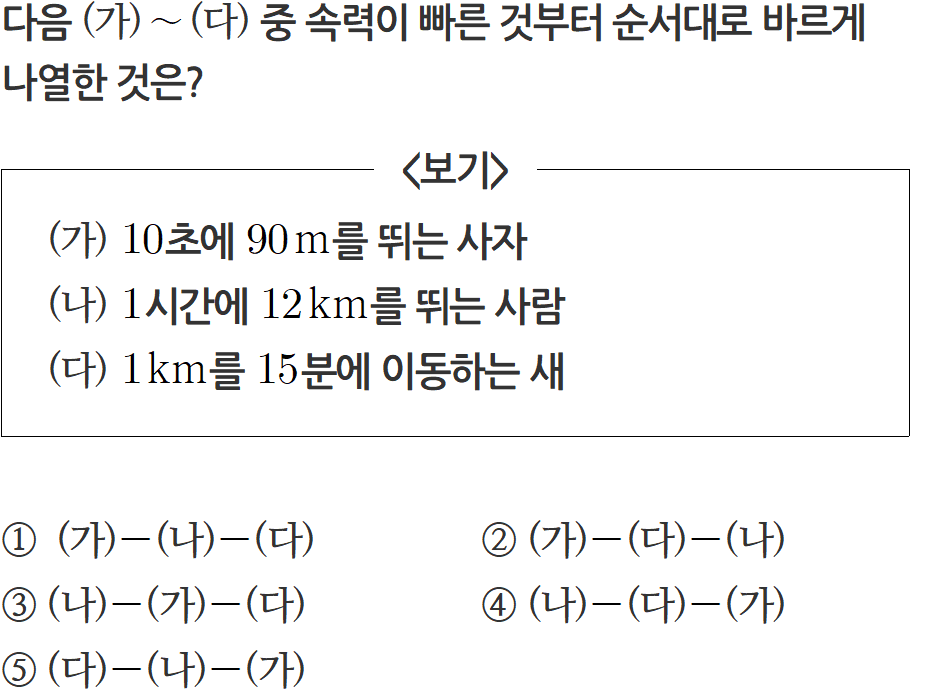 다음 (가) ~ (다) 중 속력이 빠른 것부터 순서대로 바르게
나열한 것은?
<보기>
(가) 10초에 90m를 뛰는 사자
(나) 1시간에 12km를 뛰는 사람
(다) 1km를 15분에 이동하는 새
① (가)-(나)-(다) ② (가)-(다)-(나)
③ (나)-(가)-(다) ④ (나)-(다)-(가)
⑤ (다)-(나)-(가)